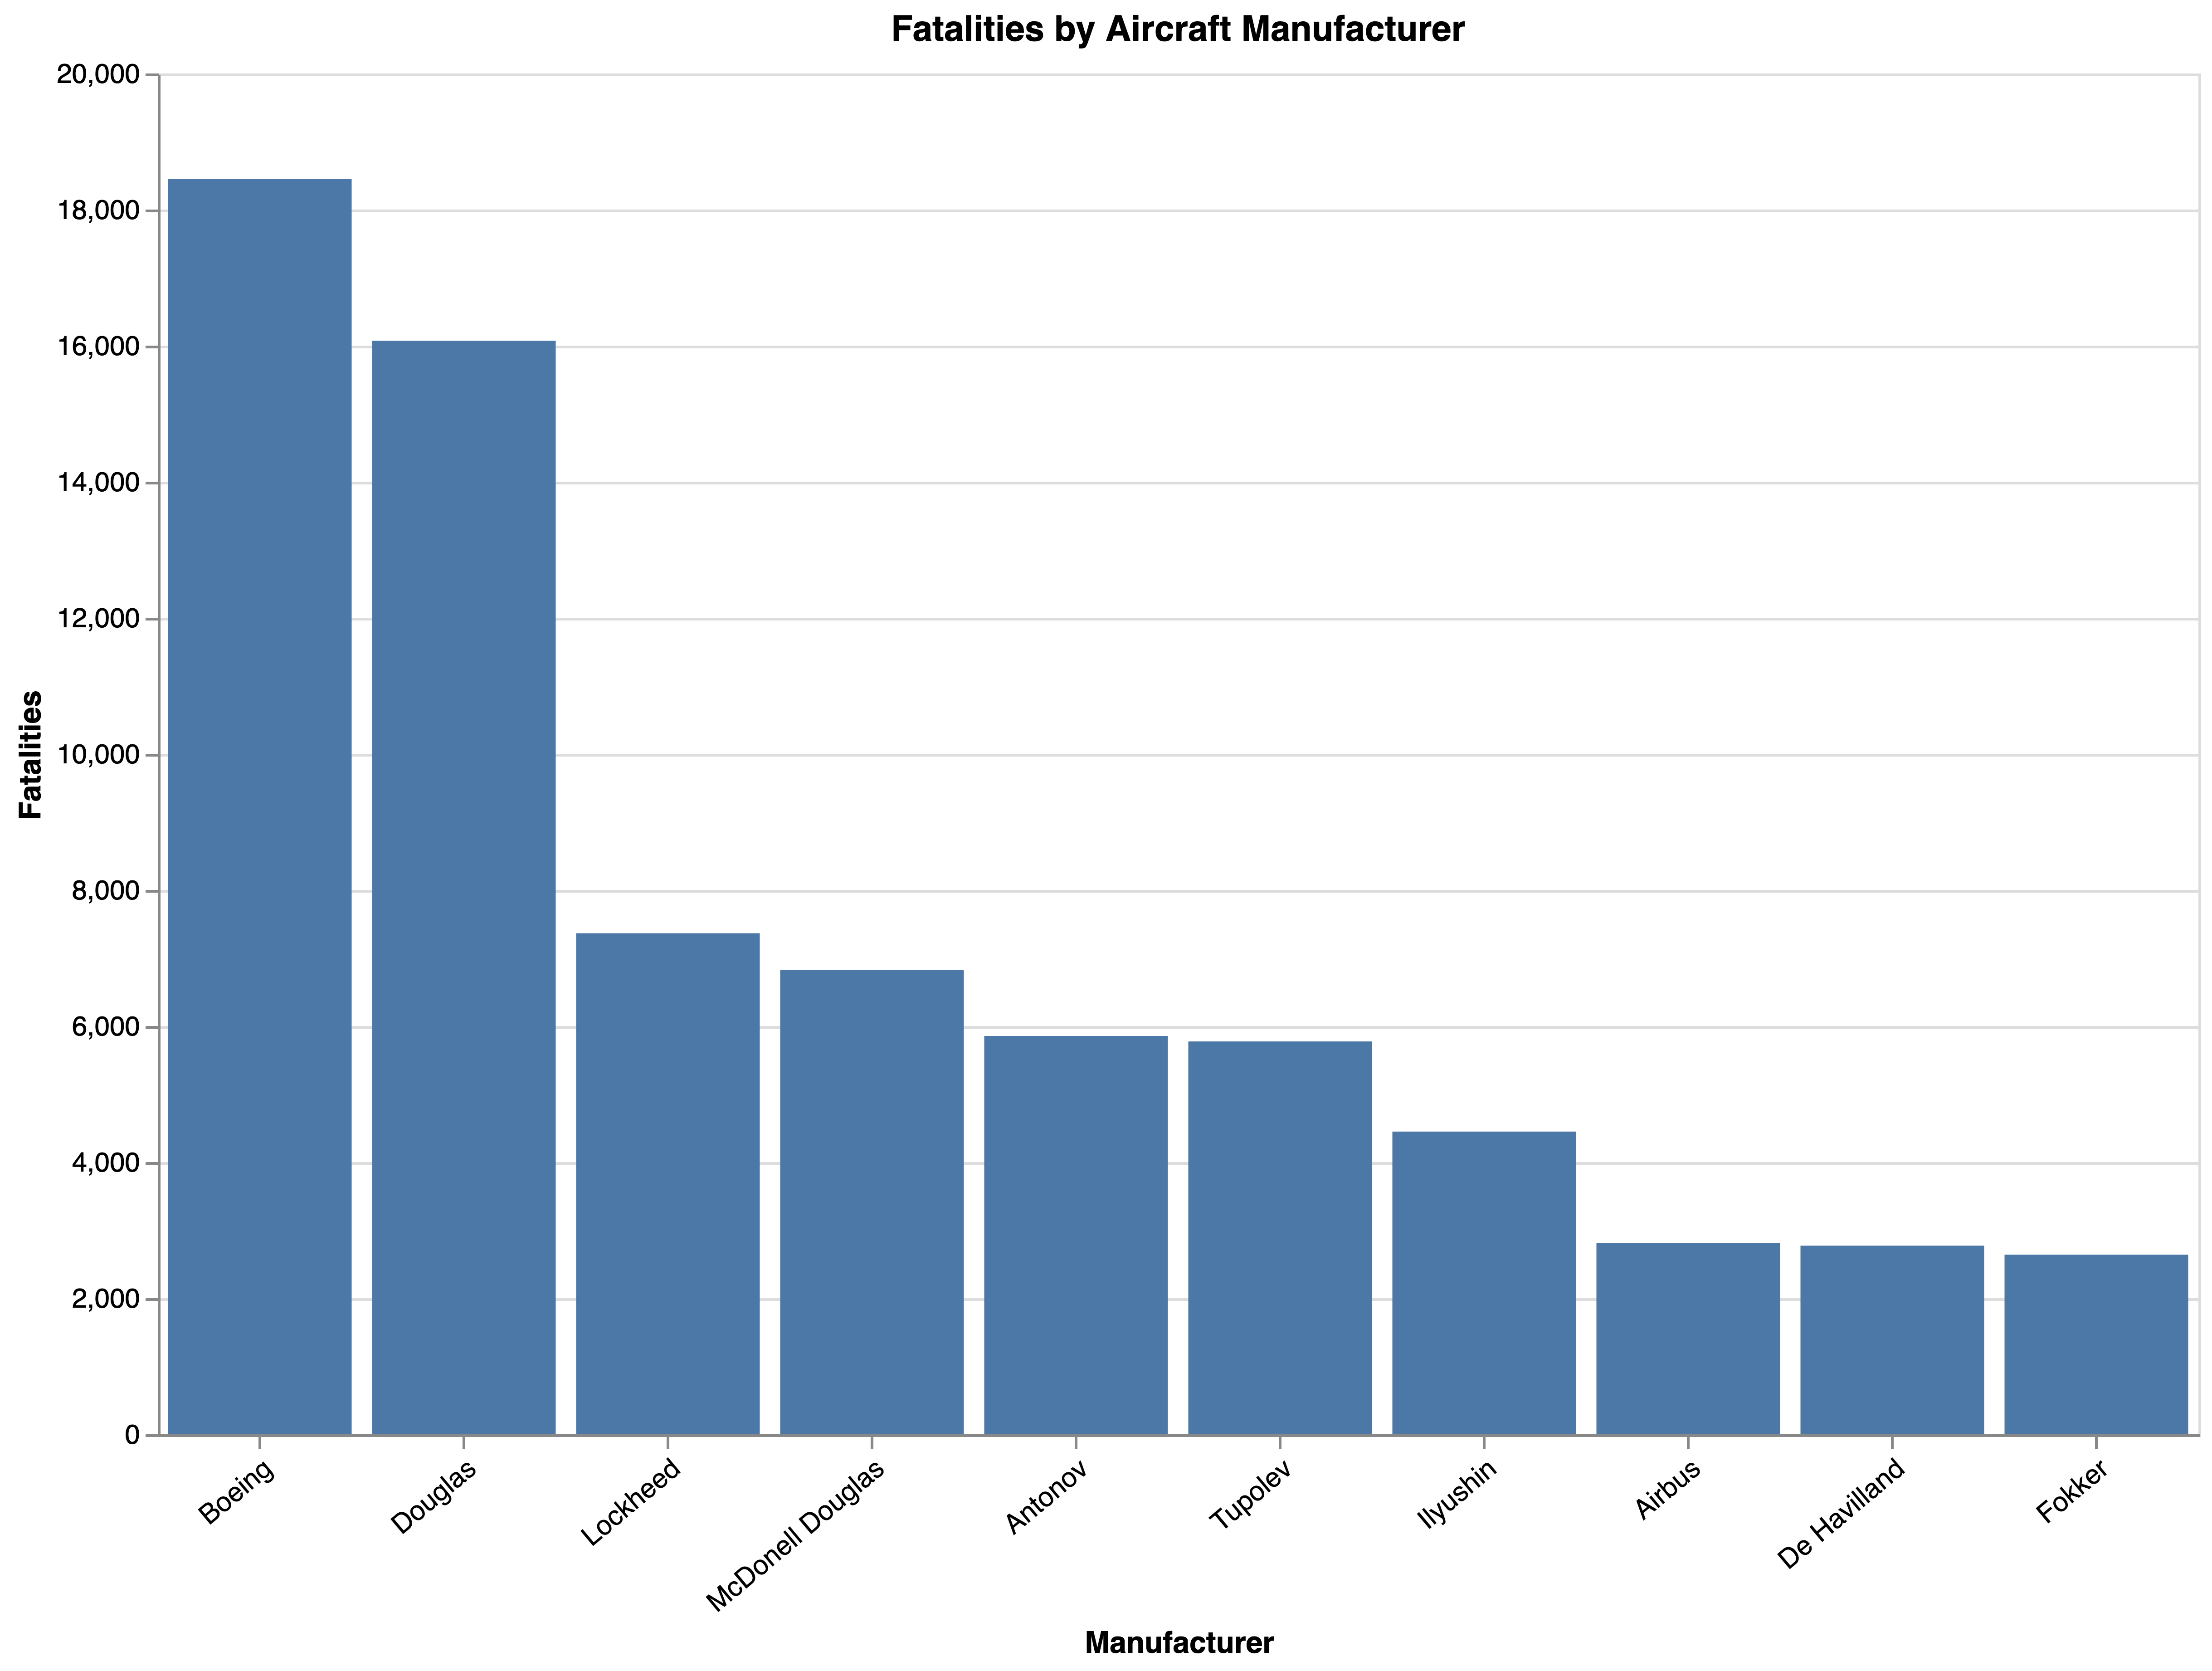 Fatalities by Aircraft Manufacturer
20,000
18,000
16,000
14,000
12,000
10,000
8,000
6,000
4,000
2,000
0
Fatalities
Boeing
Douglas
Lockheed
McDonell Douglas
Antonov
Tupolev
Ilyushin
Airbus
De Havilland
Fokker
Manufacturer